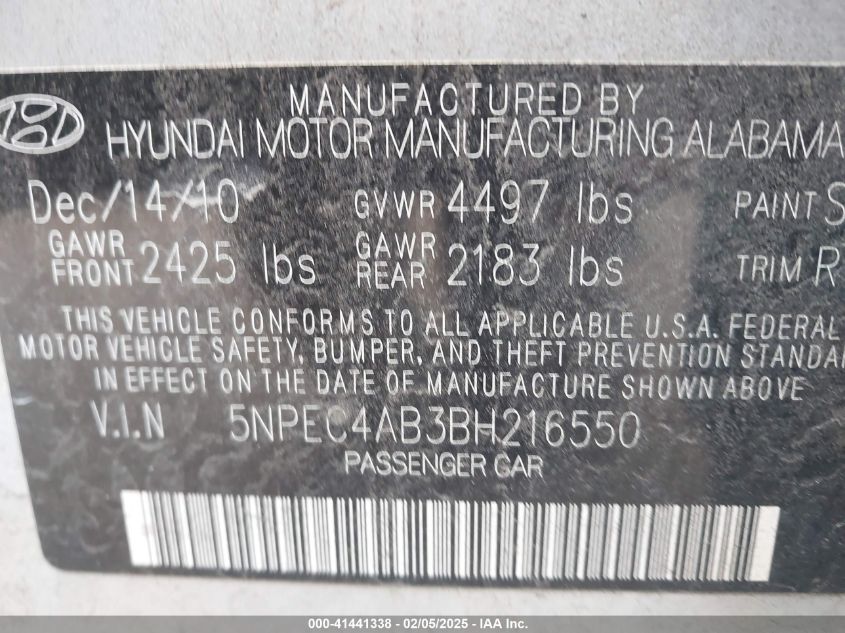 MANUFACTURED BY
HYUNDAI MOTOR MANUFACTURING ALABAMA
Dec/14/10 GVWR 4497 lbs PAINT S
GAWR FRONT 2425 lbs GAWR REAR 2183 lbs TRIM R
THIS VEHICLE CONFORMS TO ALL APPLICABLE U.S.A. FEDERAL
MOTOR VEHICLE SAFETY, BUMPER, AND THEFT PREVENTION STANDA
IN EFFECT ON THE DATE OF MANUFACTURE SHOWN ABOVE
V.I.N 5NPEC4AB3BH216550
PASSENGER CAR
000-41441338 - 02/05/2025 - IAA Inc.